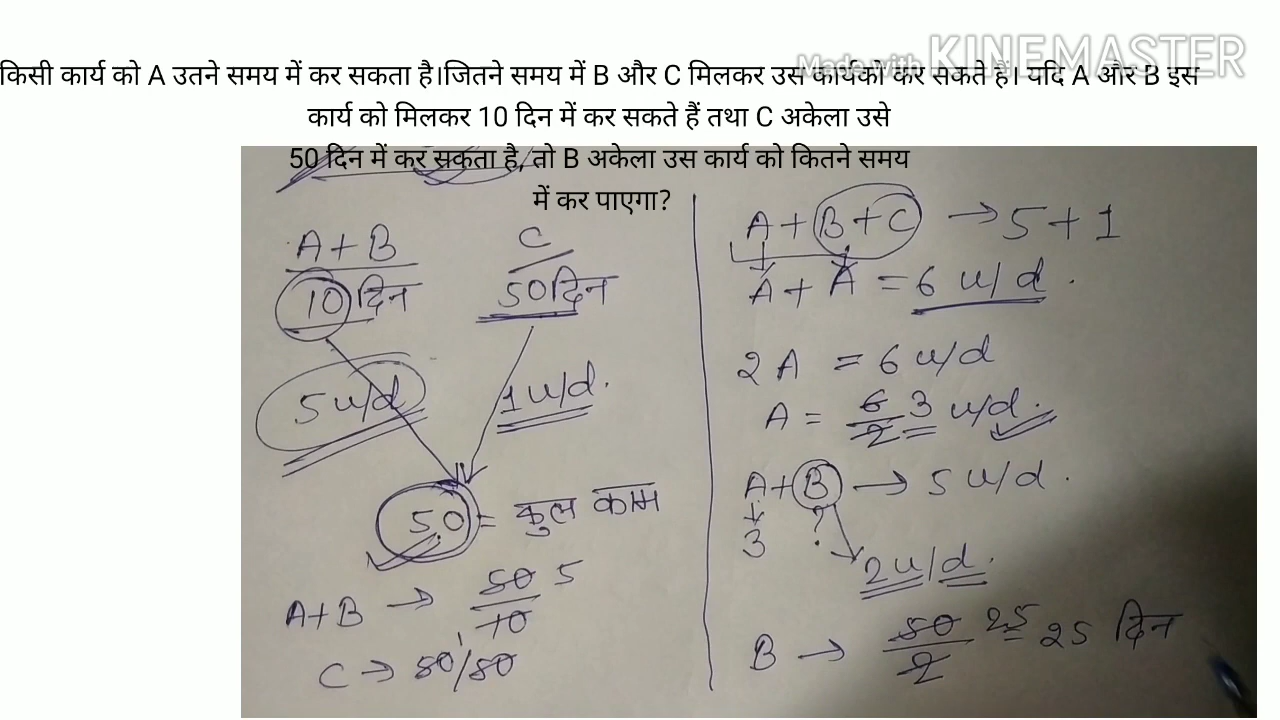 Made with KINEMASTER
किसी कार्य को A उतने समय में कर सकता है।जितने समय में B और C मिलकर उस कार्यको कर सकते हैं। यदि A और B इस
कार्य को मिलकर 10 दिन में कर सकते हैं तथा C अकेला उसे
50 दिन में कर सकता है, तो B अकेला उस कार्य को कितने समय
में कर पाएगा?
A+B C
10 दिन 50 दिन
5 u/d 1 u/d.
50 = कुल काम
A+B → 50/10 5
C → 50/50 1
A+B+C → 5+1
A+A = 6 u/d.
2A = 6 u/d
A = 6/2 3 u/d.
A+B → 5 u/d.
3 ?
2 u/d.
B → 50/2 25 25 दिन